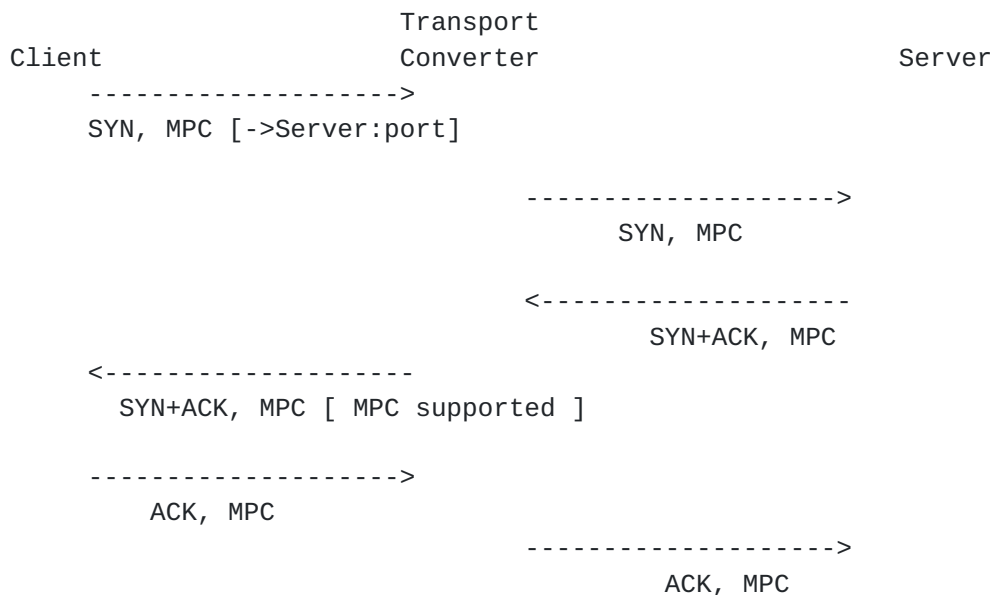 Transport
Client Converter Server
-------------------->
SYN, MPC [->Server:port]
-------------------->
SYN, MPC
<--------------------
SYN+ACK, MPC
<---------------------
SYN+ACK, MPC [ MPC supported ]
-------------------->
ACK, MPC
-------------------->
ACK, MPC